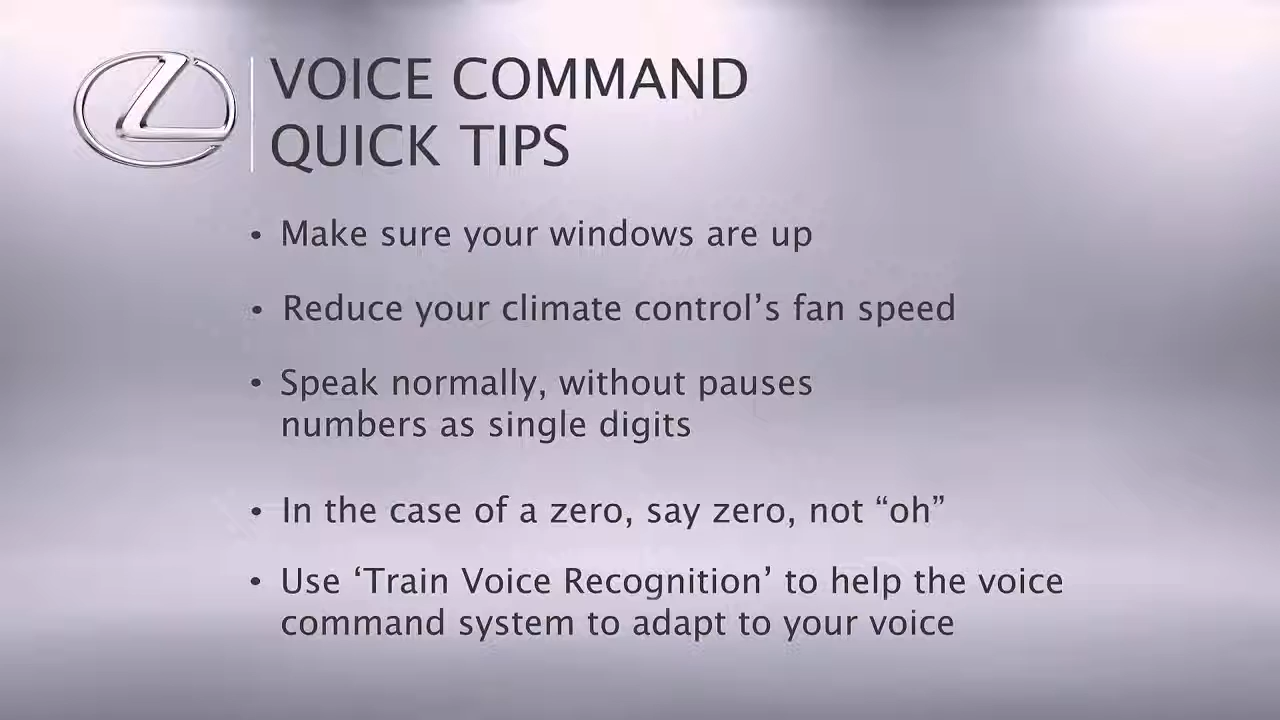 VOICE COMMAND
QUICK TIPS
• Make sure your windows are up
• Reduce your climate control’s fan speed
• Speak normally, without pauses
numbers as single digits
• In the case of a zero, say zero, not “oh”
• Use ‘Train Voice Recognition’ to help the voice
command system to adapt to your voice